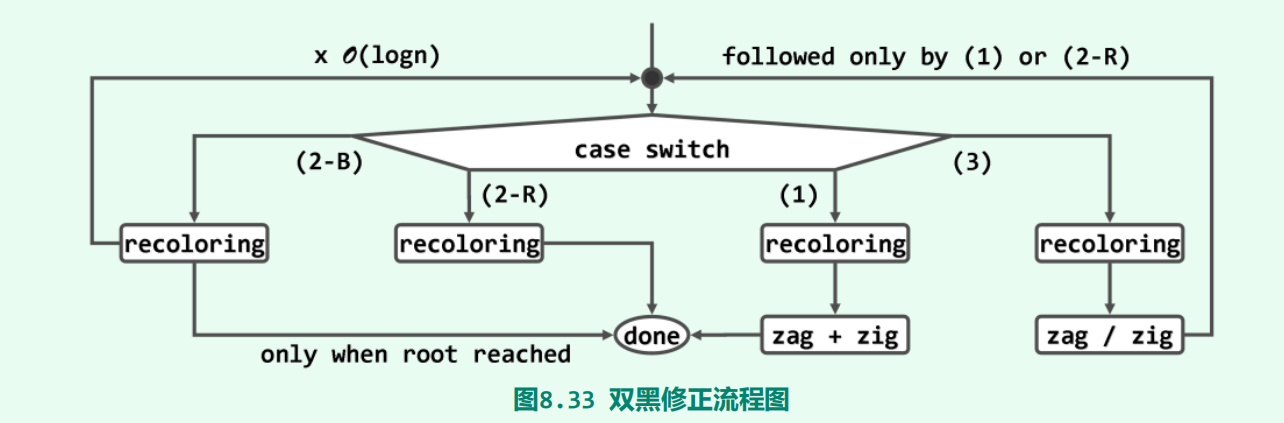 x O(logn)
followed only by (1) or (2-R)
case switch
(2-B)
(2-R)
(1)
(3)
recoloring
recoloring
recoloring
recoloring
done
zag + zig
zag / zig
only when root reached
图8.33 双黑修正流程图